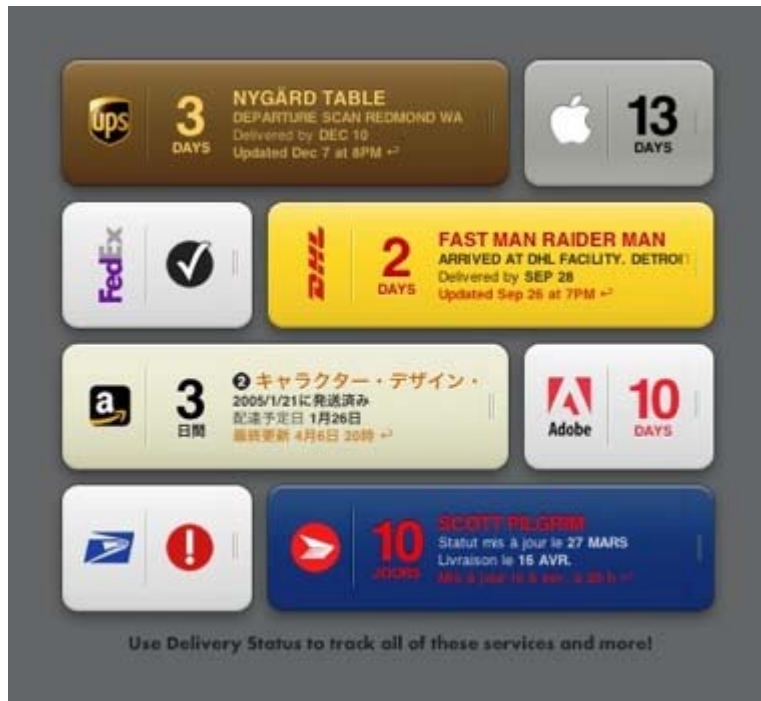 ups
3
DAYS
NYGÅRD TABLE
DEPARTURE SCAN REDMOND WA
Delivered by DEC 10
Updated Dec 7 at 8PM ↩
13
DAYS
FedEx
DHL
2
DAYS
FAST MAN RAIDER MAN
ARRIVED AT DHL FACILITY. DETROIT
Delivered by SEP 28
Updated Sep 26 at 7PM ↩
a
3
日間
❷ キャラクター・デザイン・
2005/1/21に発送済み
配達予定日 1月26日
最終更新 4月6日 20時 ↩
Adobe
10
DAYS
!
10
JOURS
SCOTT PILGRIM
Statut mis à jour le 27 MARS
Livraison le 16 AVR.
Mis à jour
Use Delivery Status to track all of these services and more!